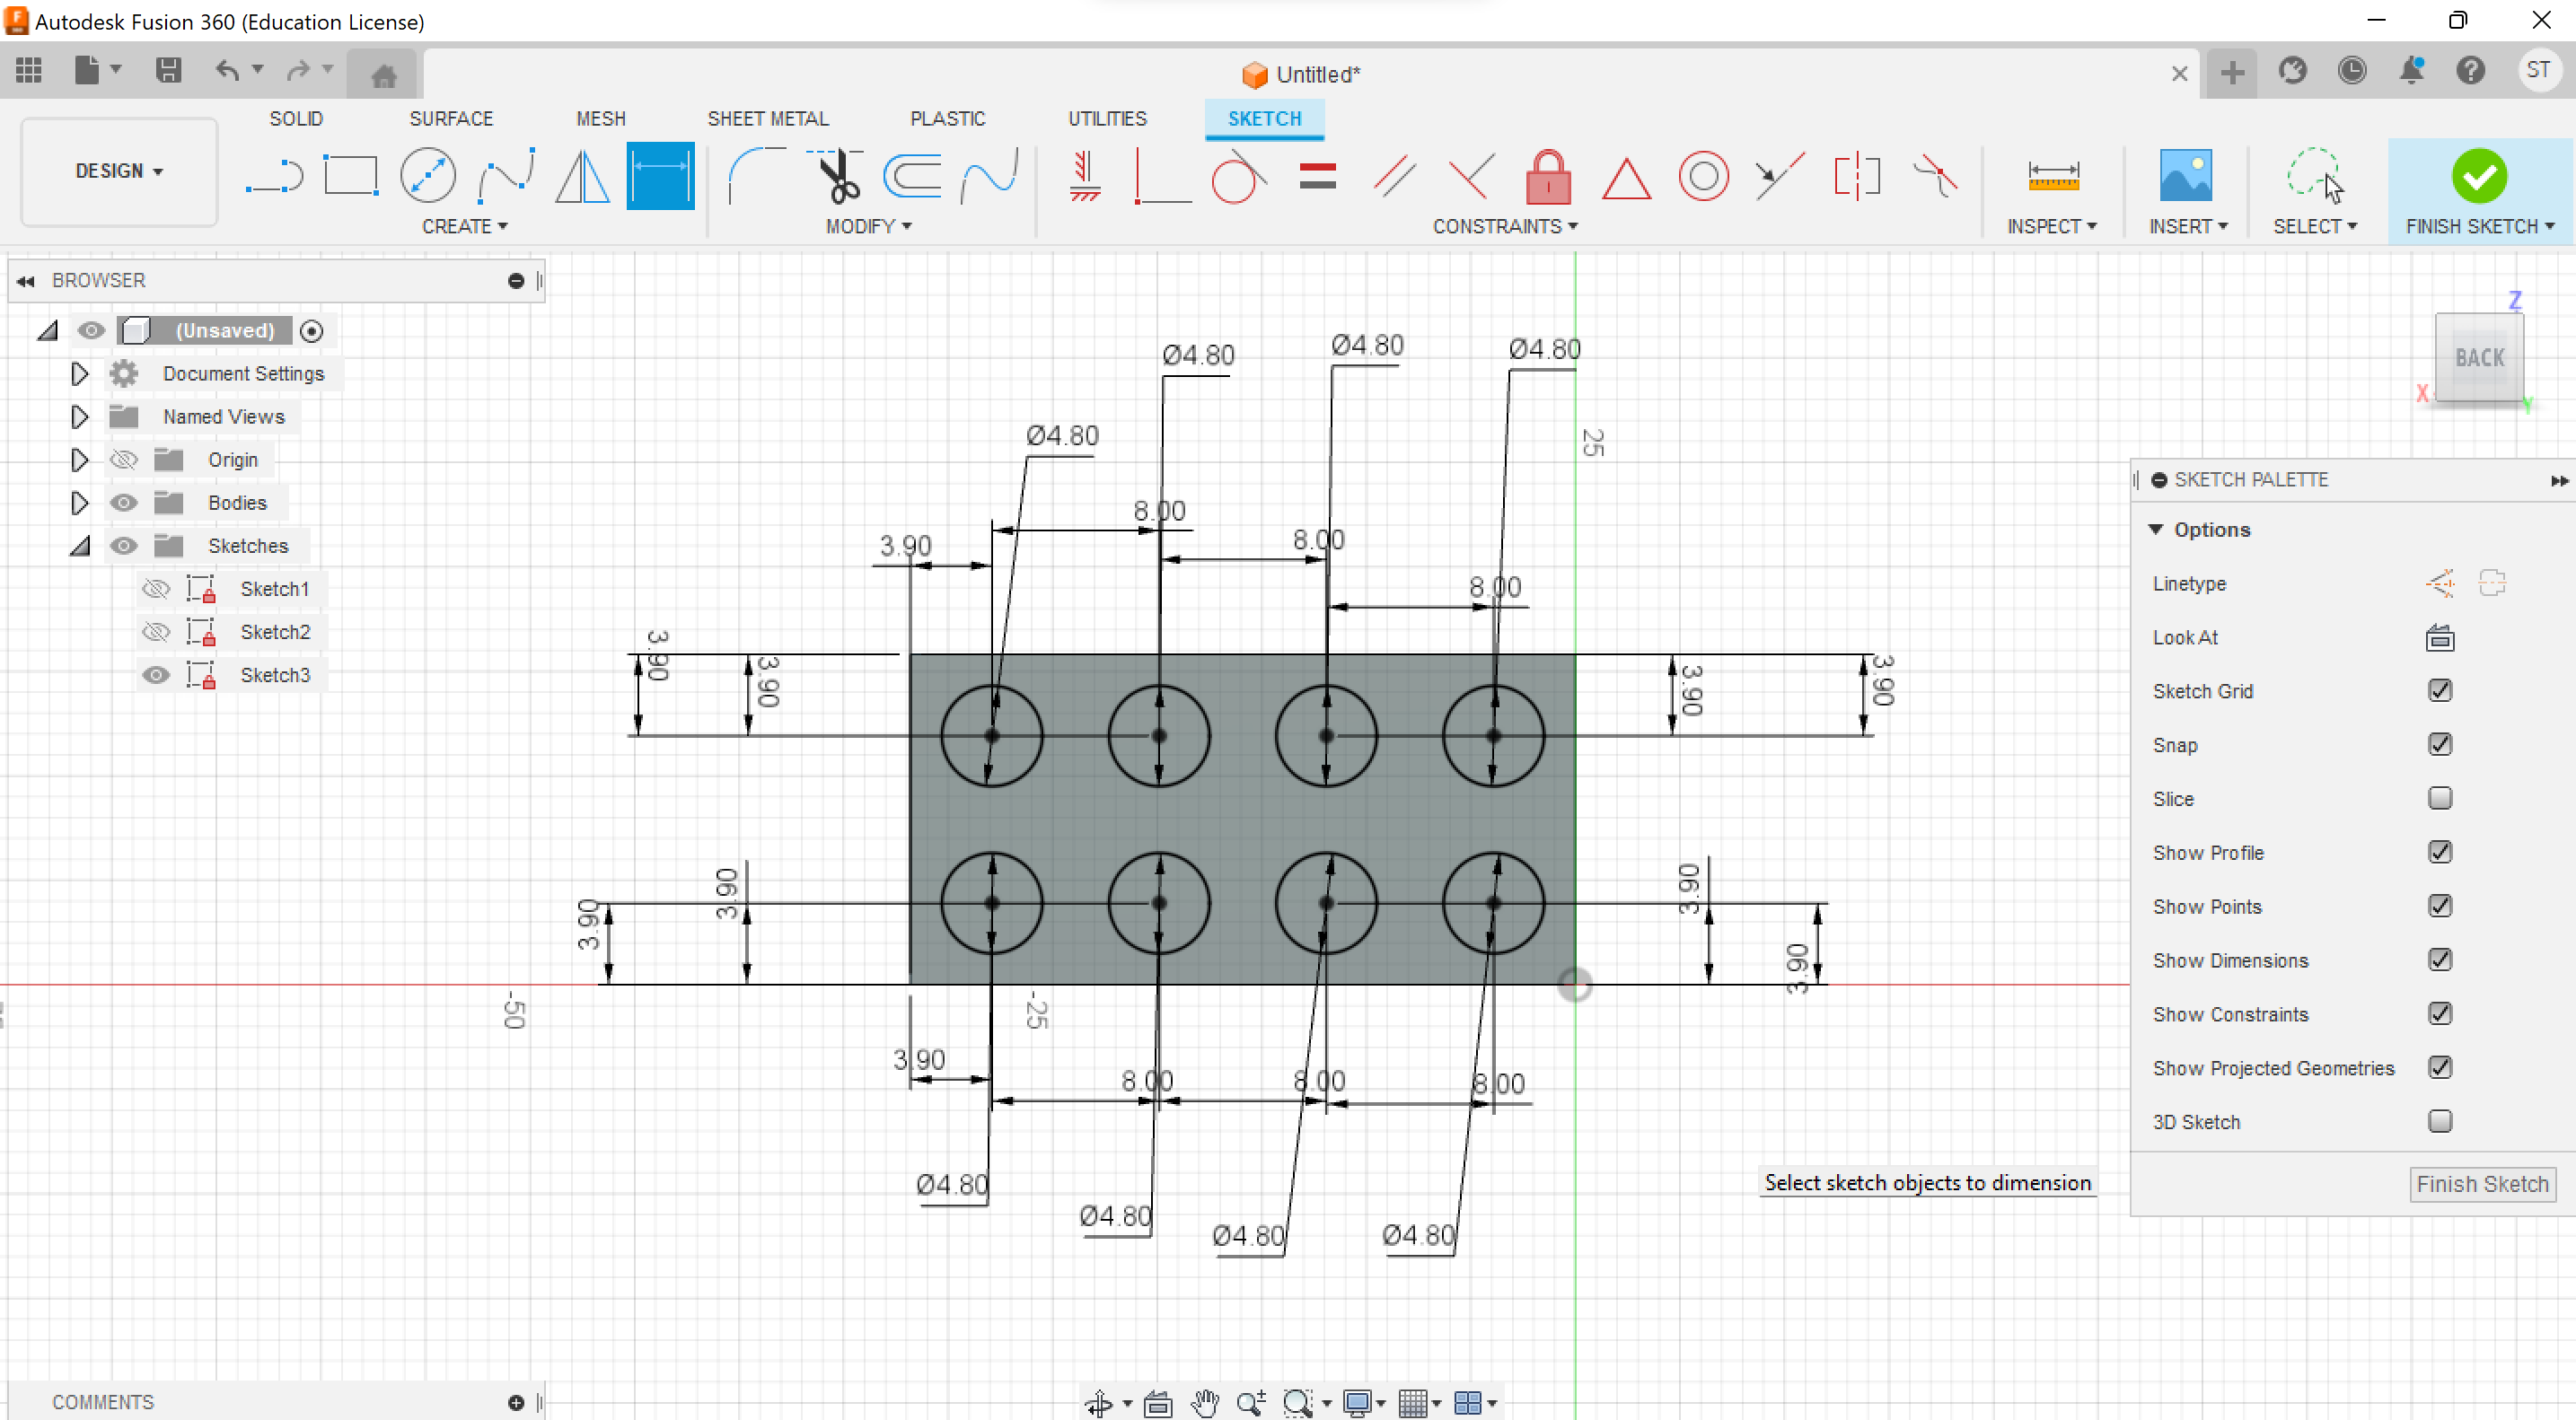 Autodesk Fusion 360 (Education License)
Untitled*
ST
DESIGN
SOLID
SURFACE
MESH
SHEET METAL
PLASTIC
UTILITIES
SKETCH
CREATE
MODIFY
CONSTRAINTS
INSPECT
INSERT
SELECT
FINISH SKETCH
BROWSER
(Unsaved)
Document Settings
Named Views
Origin
Bodies
Sketches
Sketch1
Sketch2
Sketch3
Z
BACK
X
Y
Ø4.80
Ø4.80
Ø4.80
Ø4.80
25
8.00
8.00
8.00
3.90
3.90
3.90
3.90
3.90
3.90
3.90
3.90
3.90
-50
-25
3.90
8.00
8.00
8.00
Ø4.80
Ø4.80
Ø4.80
Ø4.80
Select sketch objects to dimension
SKETCH PALETTE
Options
Linetype
Look At
Sketch Grid
Snap
Slice
Show Profile
Show Points
Show Dimensions
Show Constraints
Show Projected Geometries
3D Sketch
Finish Sketch
COMMENTS